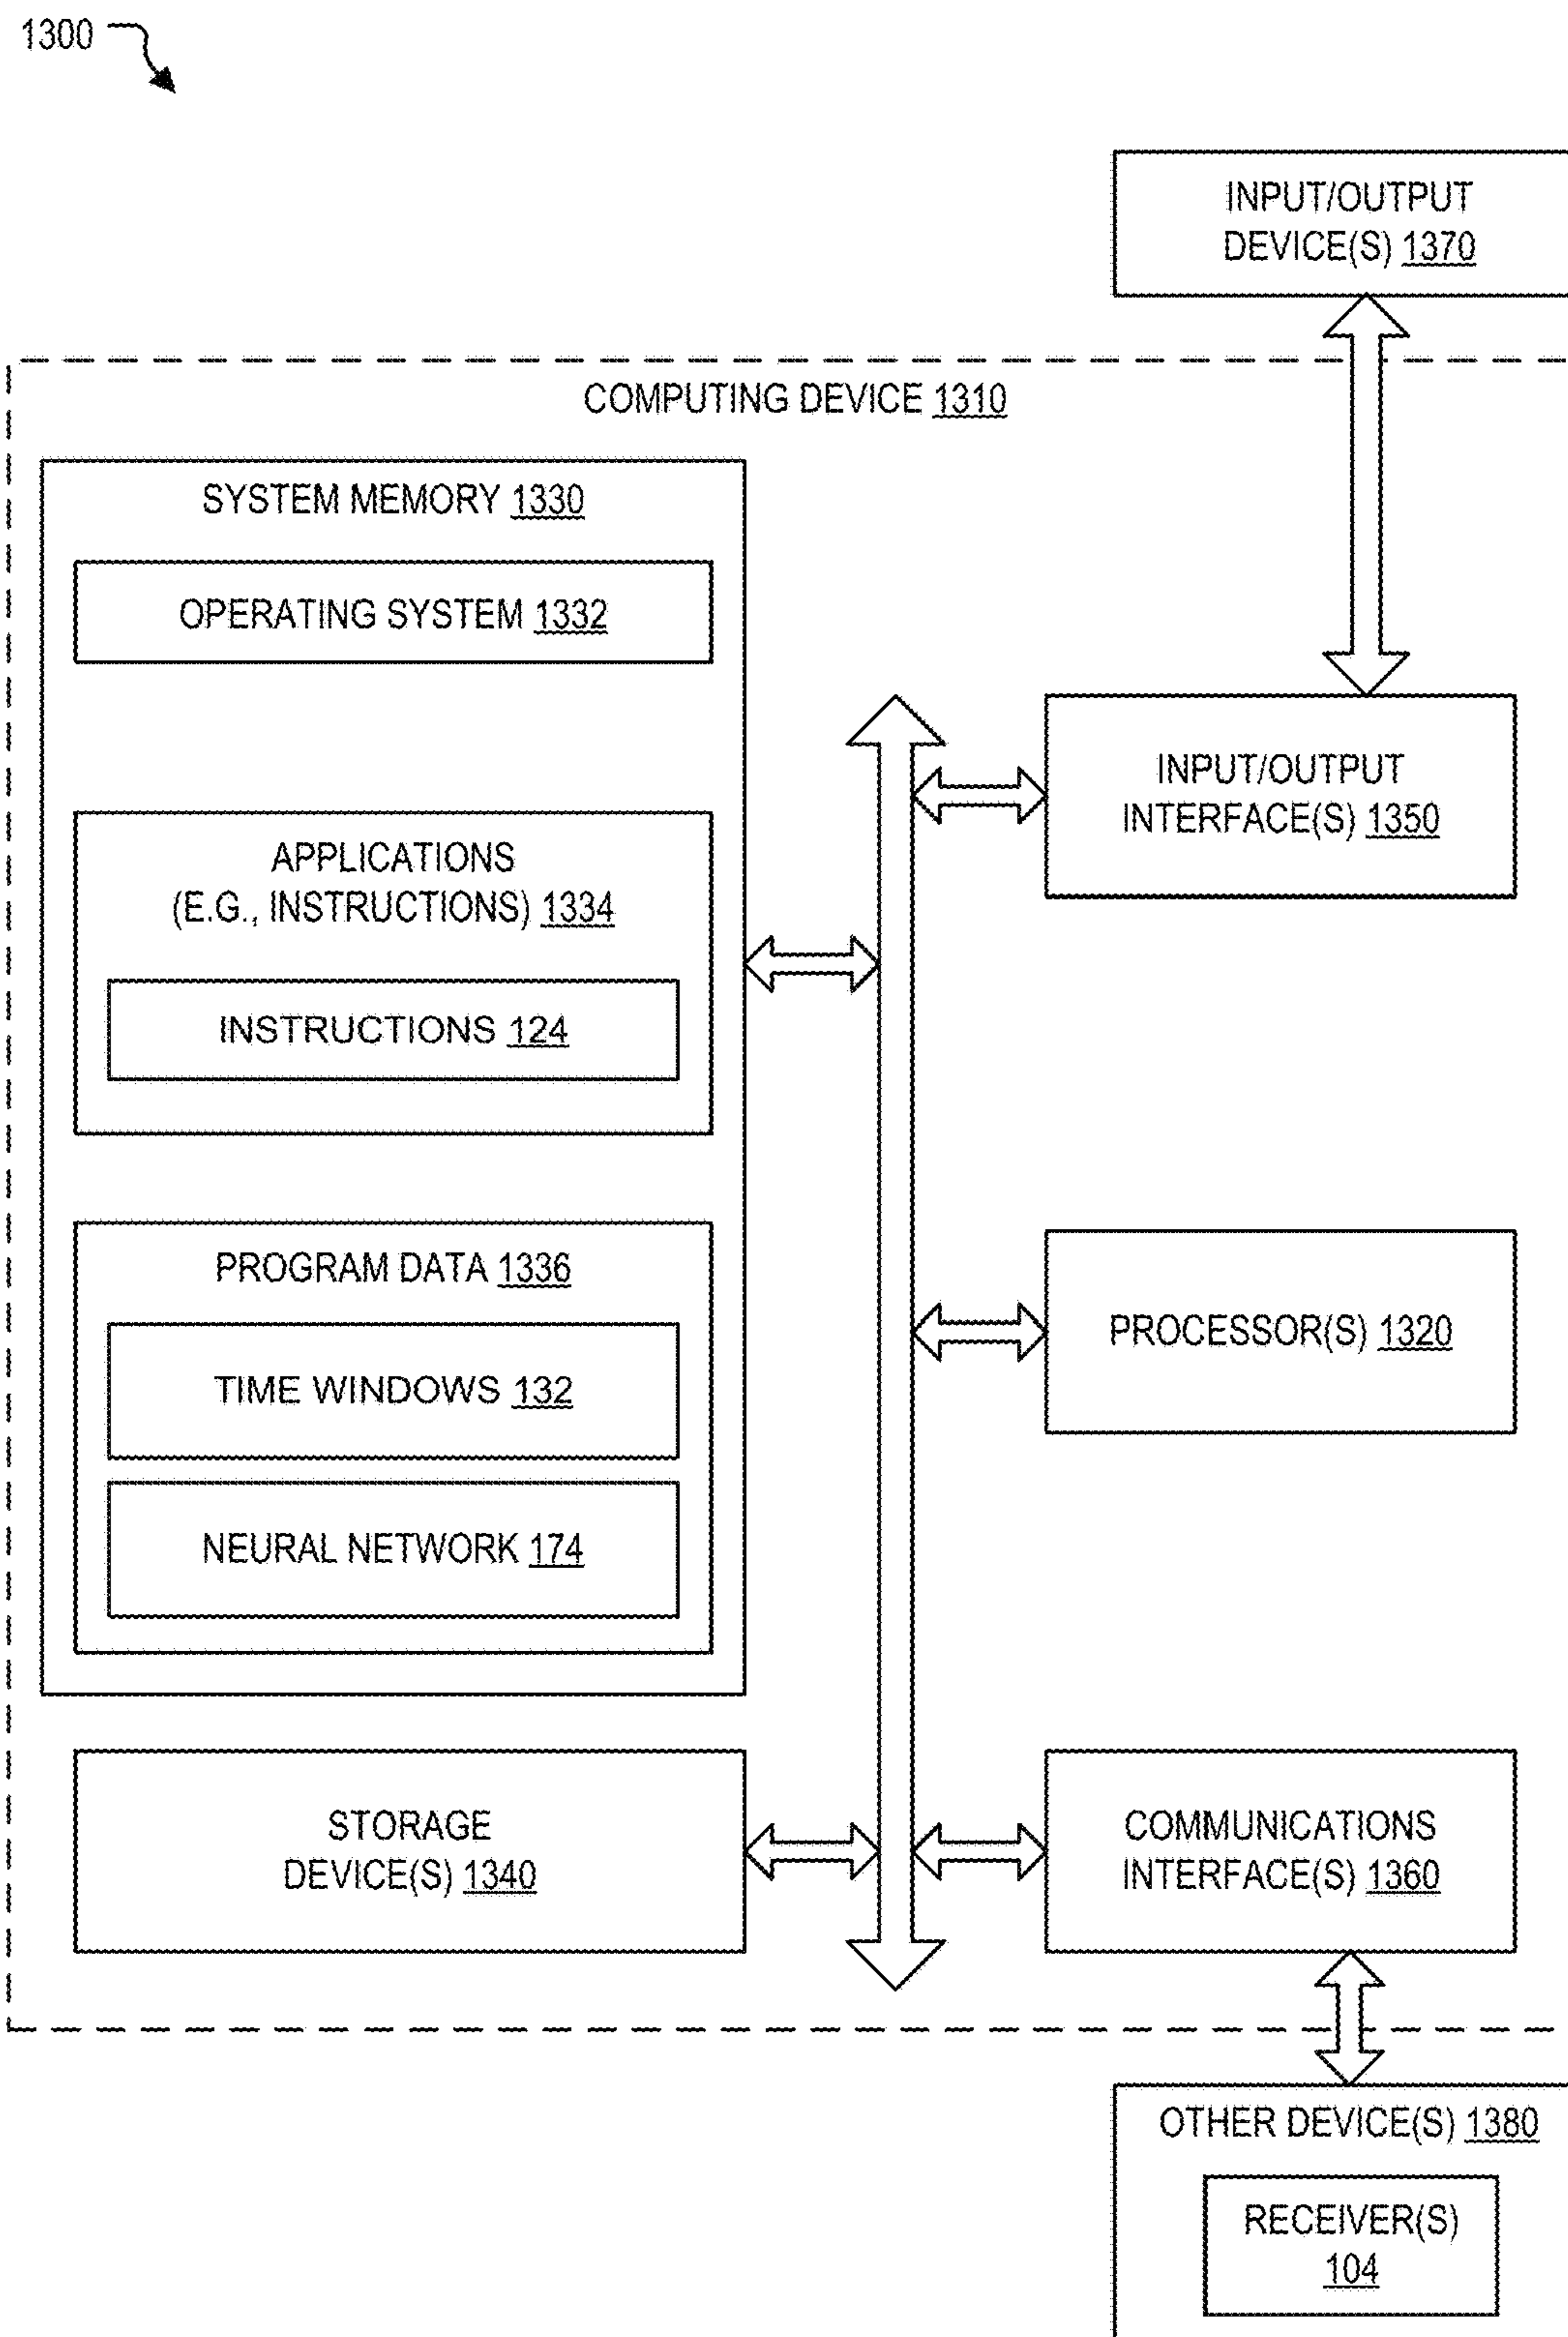 1300
INPUT/OUTPUT
DEVICE(S) 1370
COMPUTING DEVICE 1310
SYSTEM MEMORY 1330
OPERATING SYSTEM 1332
APPLICATIONS
(E.G., INSTRUCTIONS) 1334
INSTRUCTIONS 124
PROGRAM DATA 1336
TIME WINDOWS 132
NEURAL NETWORK 174
STORAGE
DEVICE(S) 1340
INPUT/OUTPUT
INTERFACE(S) 1350
PROCESSOR(S) 1320
COMMUNICATIONS
INTERFACE(S) 1360
OTHER DEVICE(S) 1380
RECEIVER(S)
104